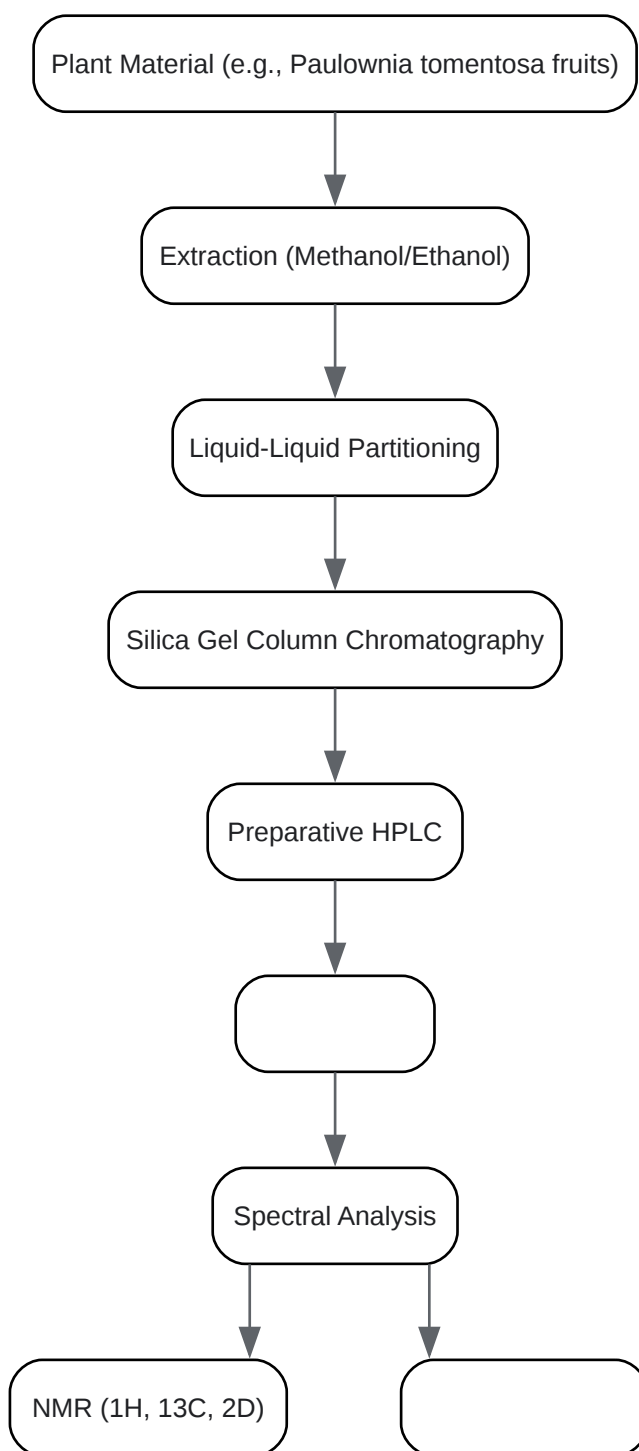 Plant Material (e.g., Paulownia tomentosa fruits)
Extraction (Methanol/Ethanol)
Liquid-Liquid Partitioning
Silica Gel Column Chromatography
Preparative HPLC
Spectral Analysis
NMR (1H, 13C, 2D)